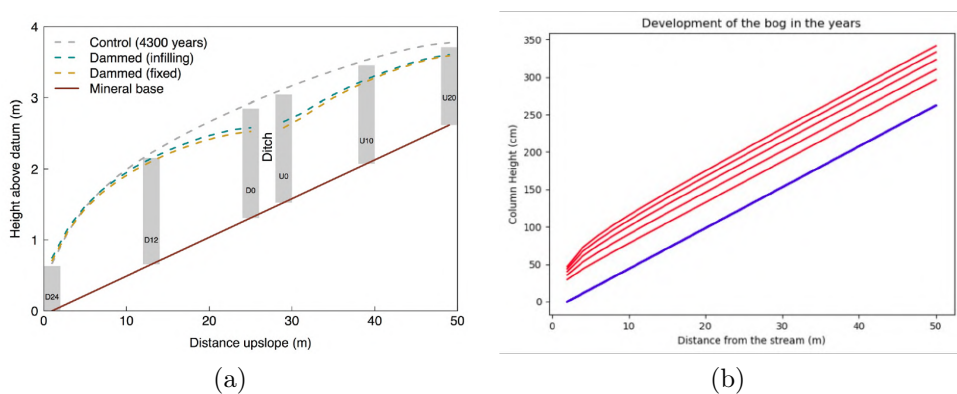 4
3
2
1
0
Height above datum (m)
Control (4300 years)
Dammed (infilling)
Dammed (fixed)
Mineral base
D24
D12
D0
Ditch
U0
U10
U20
0
10
20
30
40
50
Distance upslope (m)
(a)
Development of the bog in the years
350
300
250
200
150
100
50
0
Column Height (cm)
10
20
30
40
50
Distance from the stream (m)
(b)